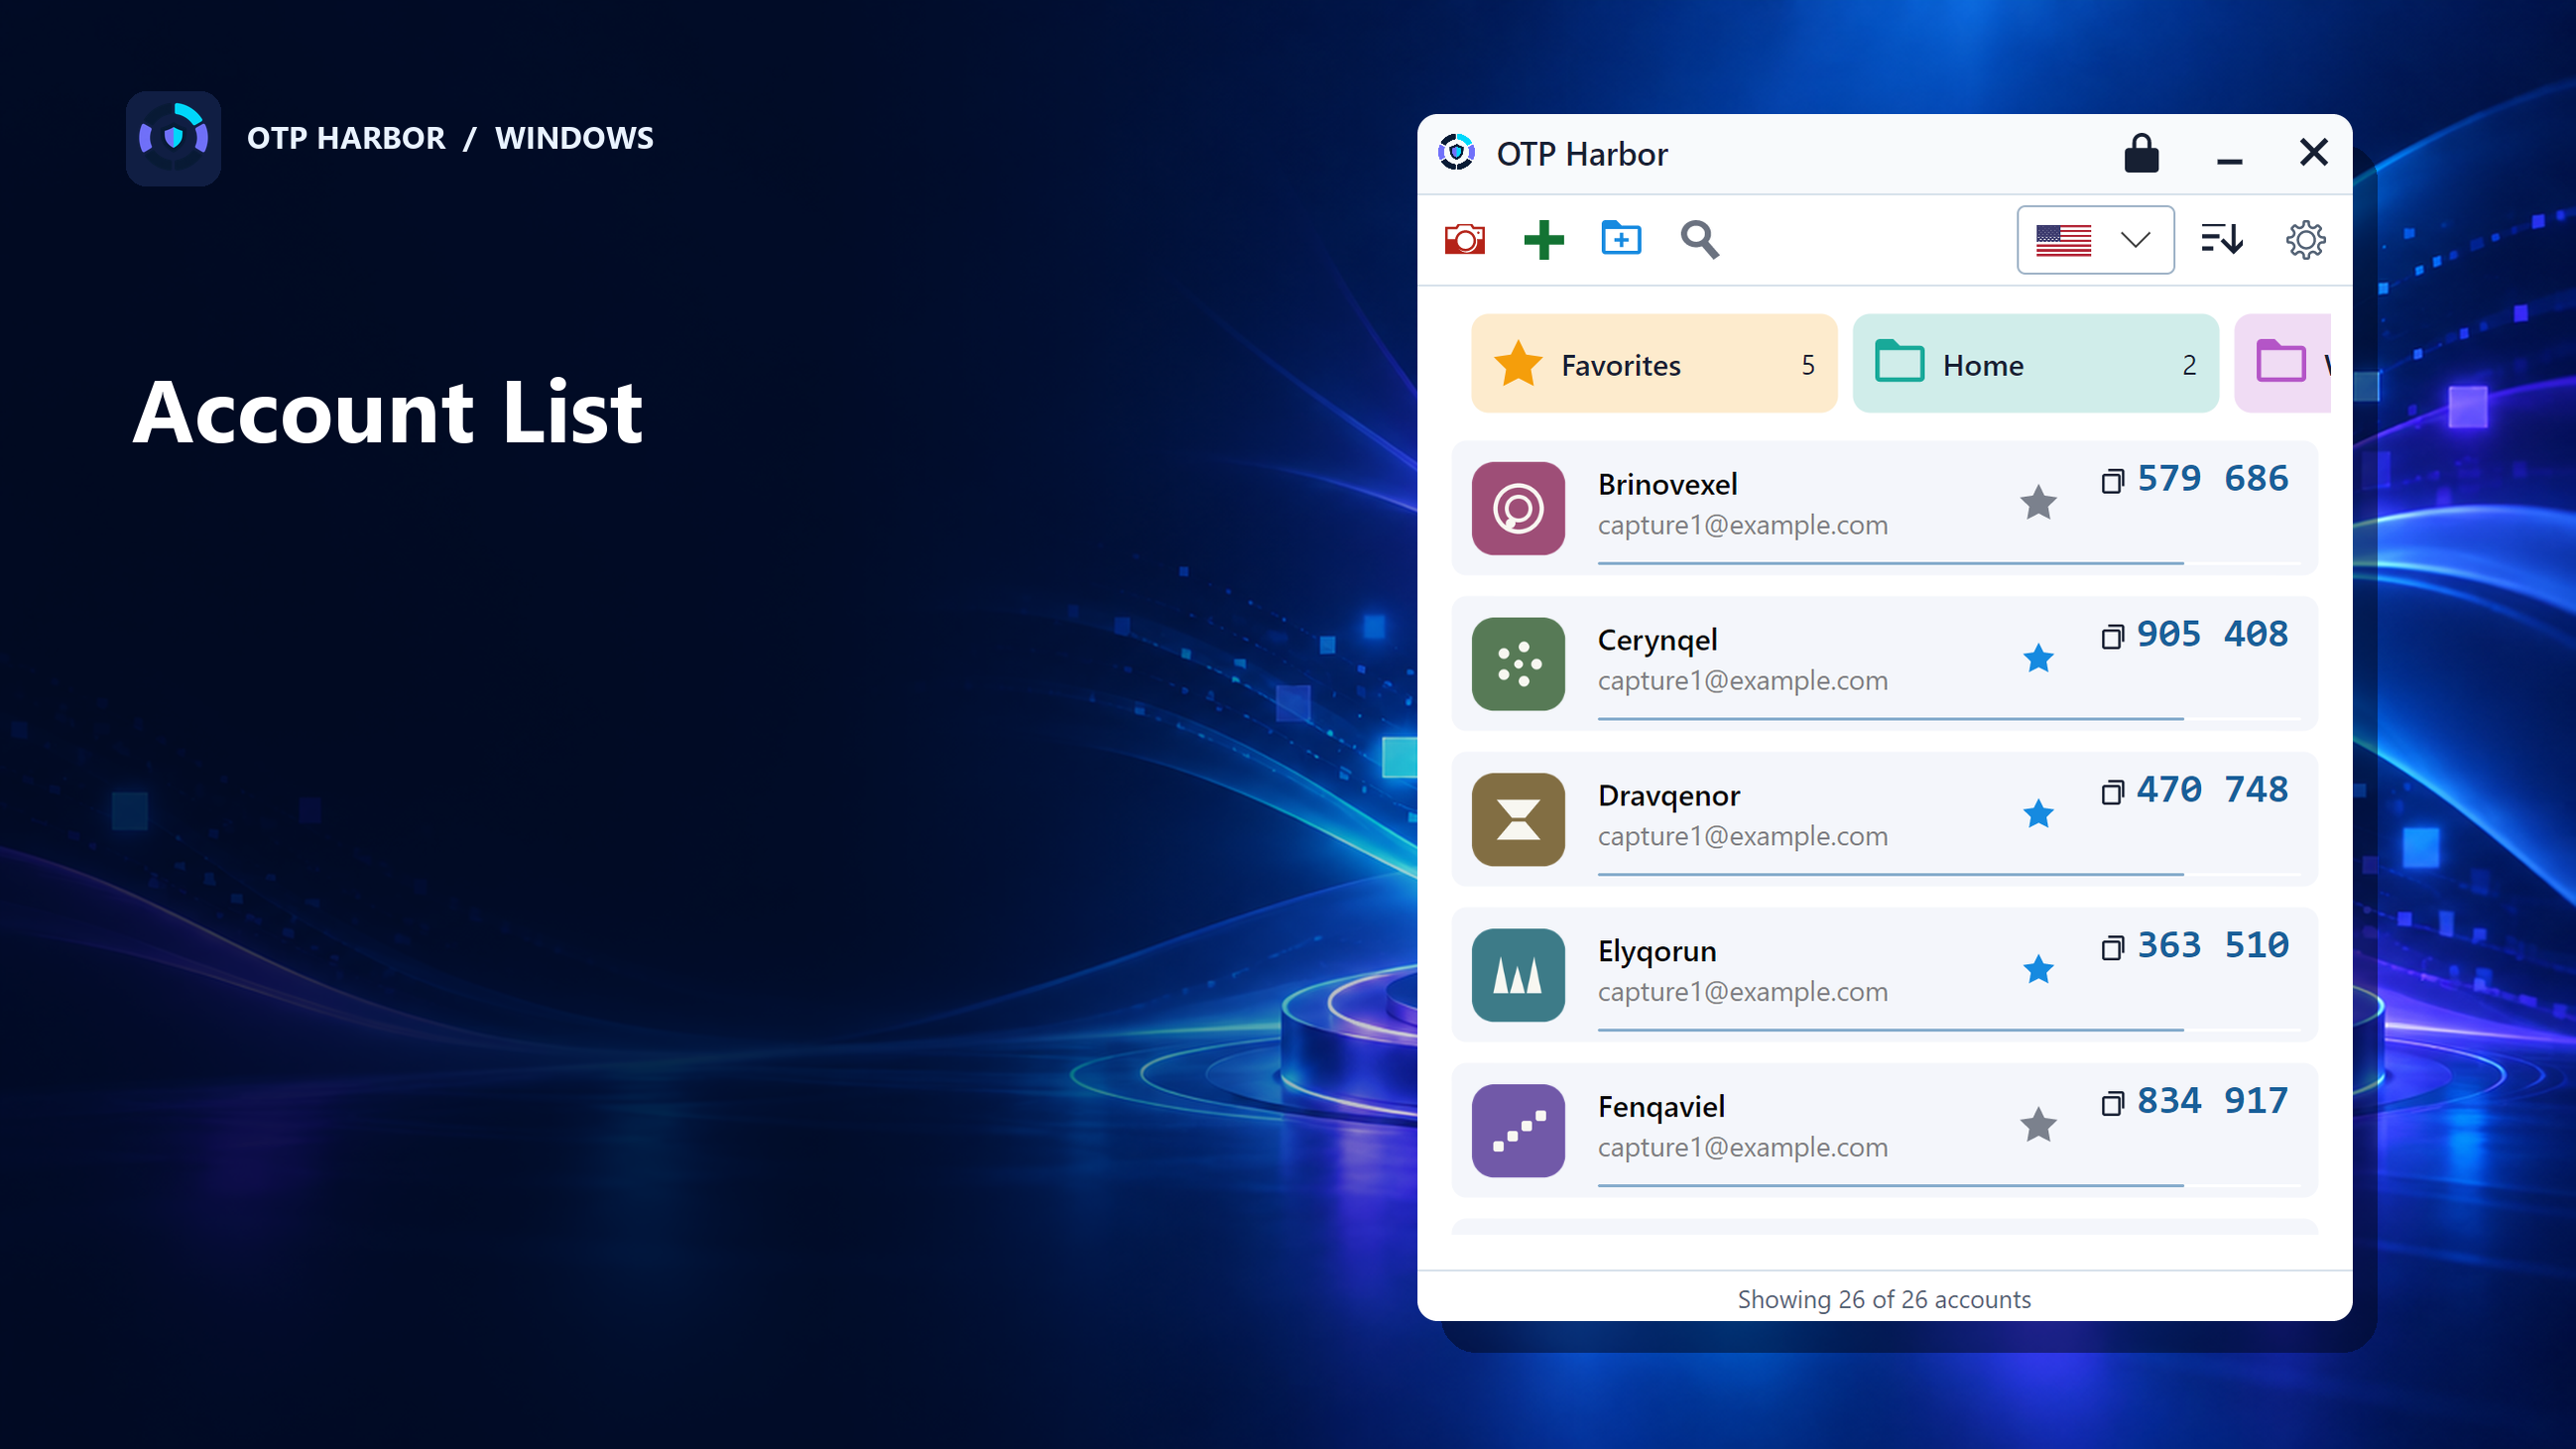 OTP HARBOR / WINDOWS
Account List
OTP Harbor
Favorites 5
Home 2
Brinovexel
579 686
capture1@example.com
Cerynqel
905 408
capture1@example.com
Dravqenor
470 748
capture1@example.com
Elyqorun
363 510
capture1@example.com
Fenqaviel
834 917
capture1@example.com
Showing 26 of 26 accounts